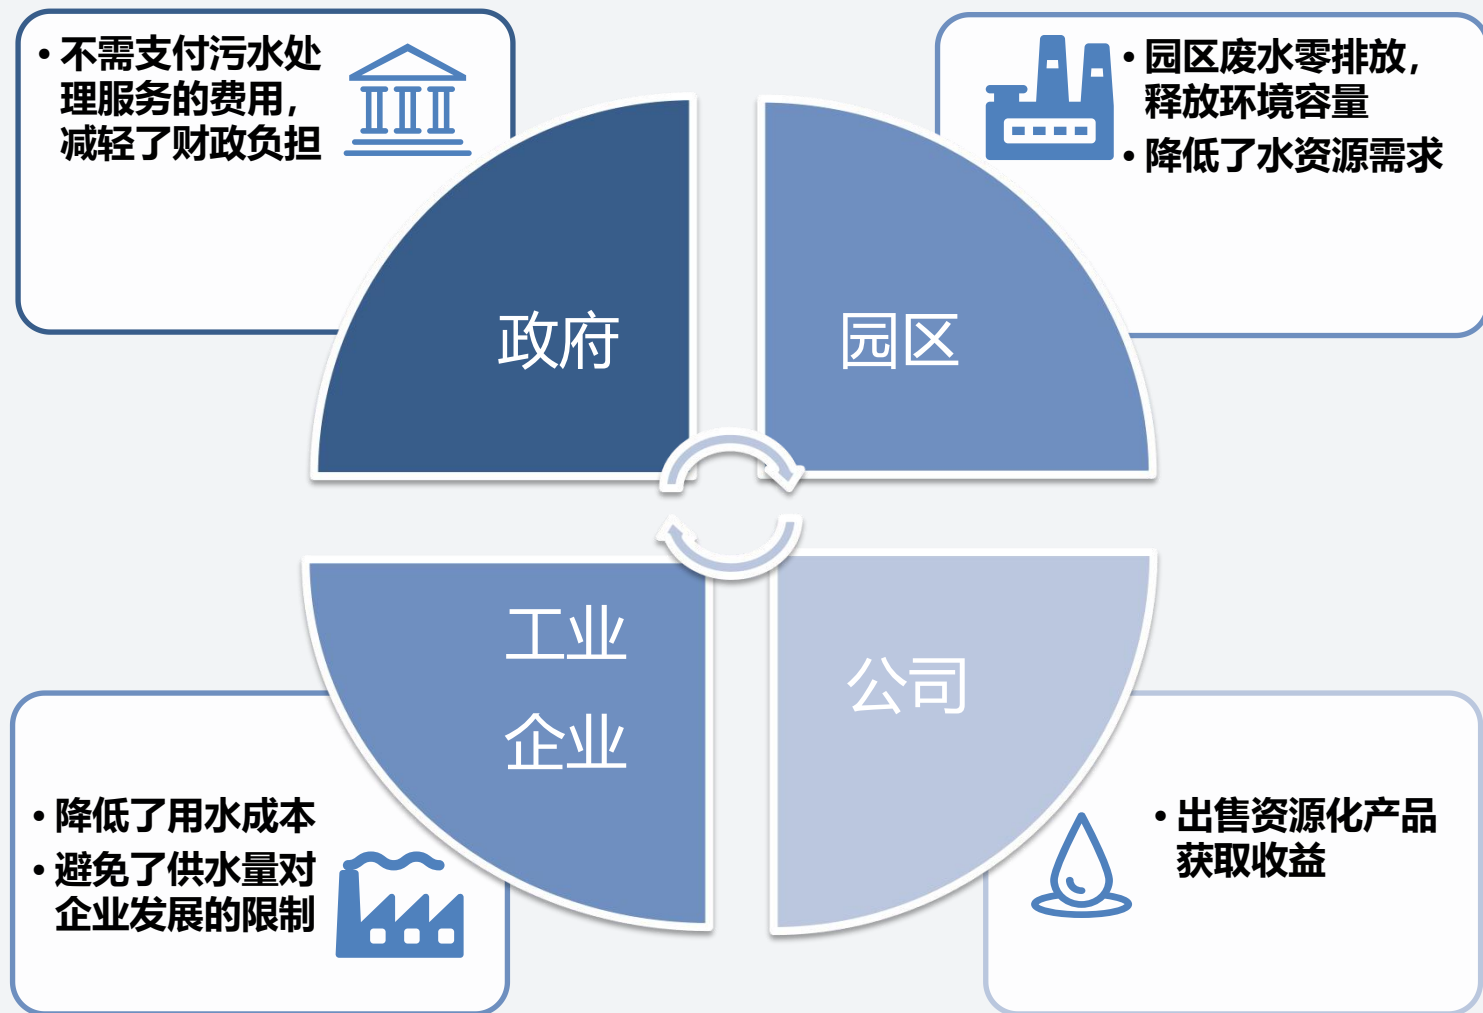 • 不需支付污水处
理服务的费用，
减轻了财政负担
• 园区废水零排放，
释放环境容量
• 降低了水资源需求
政府
园区
工业
企业
公司
• 降低了用水成本
• 避免了供水量对
企业发展的限制
• 出售资源化产品
获取收益